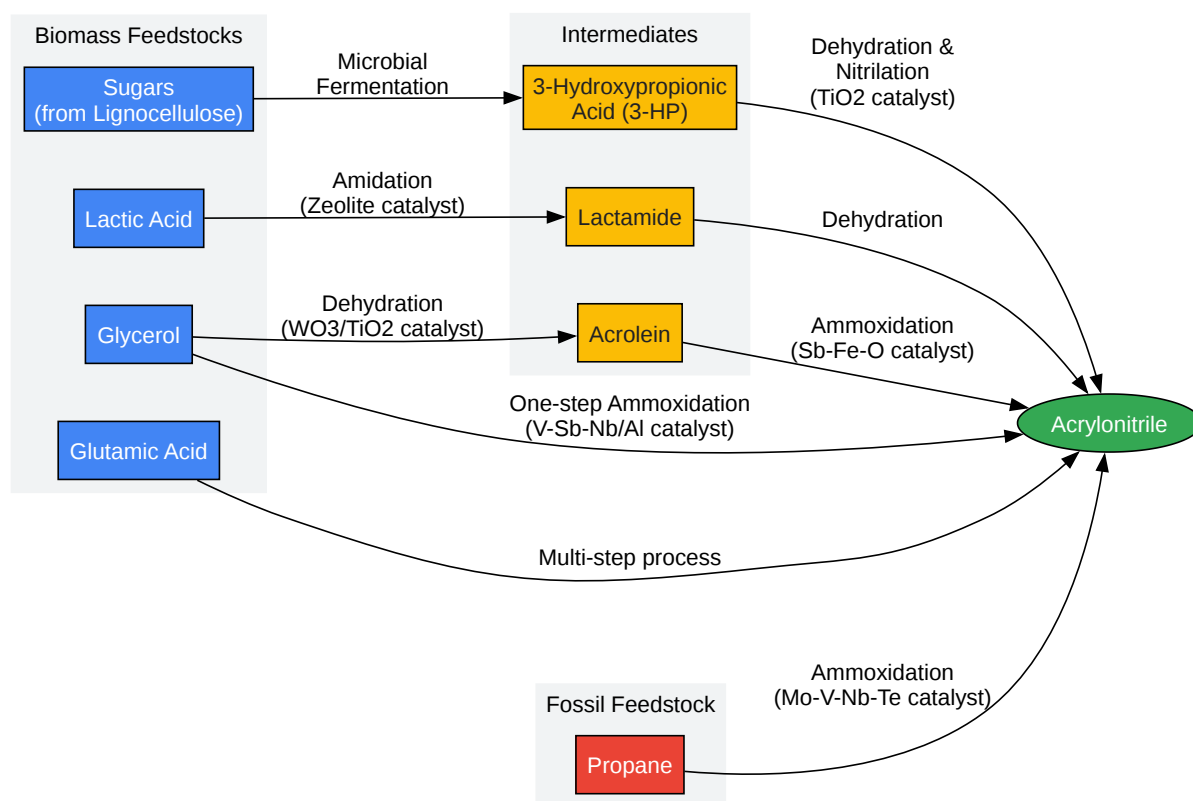 Biomass Feedstocks
Sugars
(from Lignocellulose)
Lactic Acid
Glycerol
Glutamic Acid
Microbial
Fermentation
Amidation
(Zeolite catalyst)
Dehydration
(WO3/TiO2 catalyst)
Intermediates
3-Hydroxypropionic
Acid (3-HP)
Lactamide
Acrolein
One-step Ammoxidation
(V-Sb-Nb/Al catalyst)
Multi-step process
Dehydration &
Nitrilation
(TiO2 catalyst)
Dehydration
Ammoxidation
(Sb-Fe-O catalyst)
Acrylonitrile
Ammoxidation
(Mo-V-Nb-Te catalyst)
Fossil Feedstock
Propane